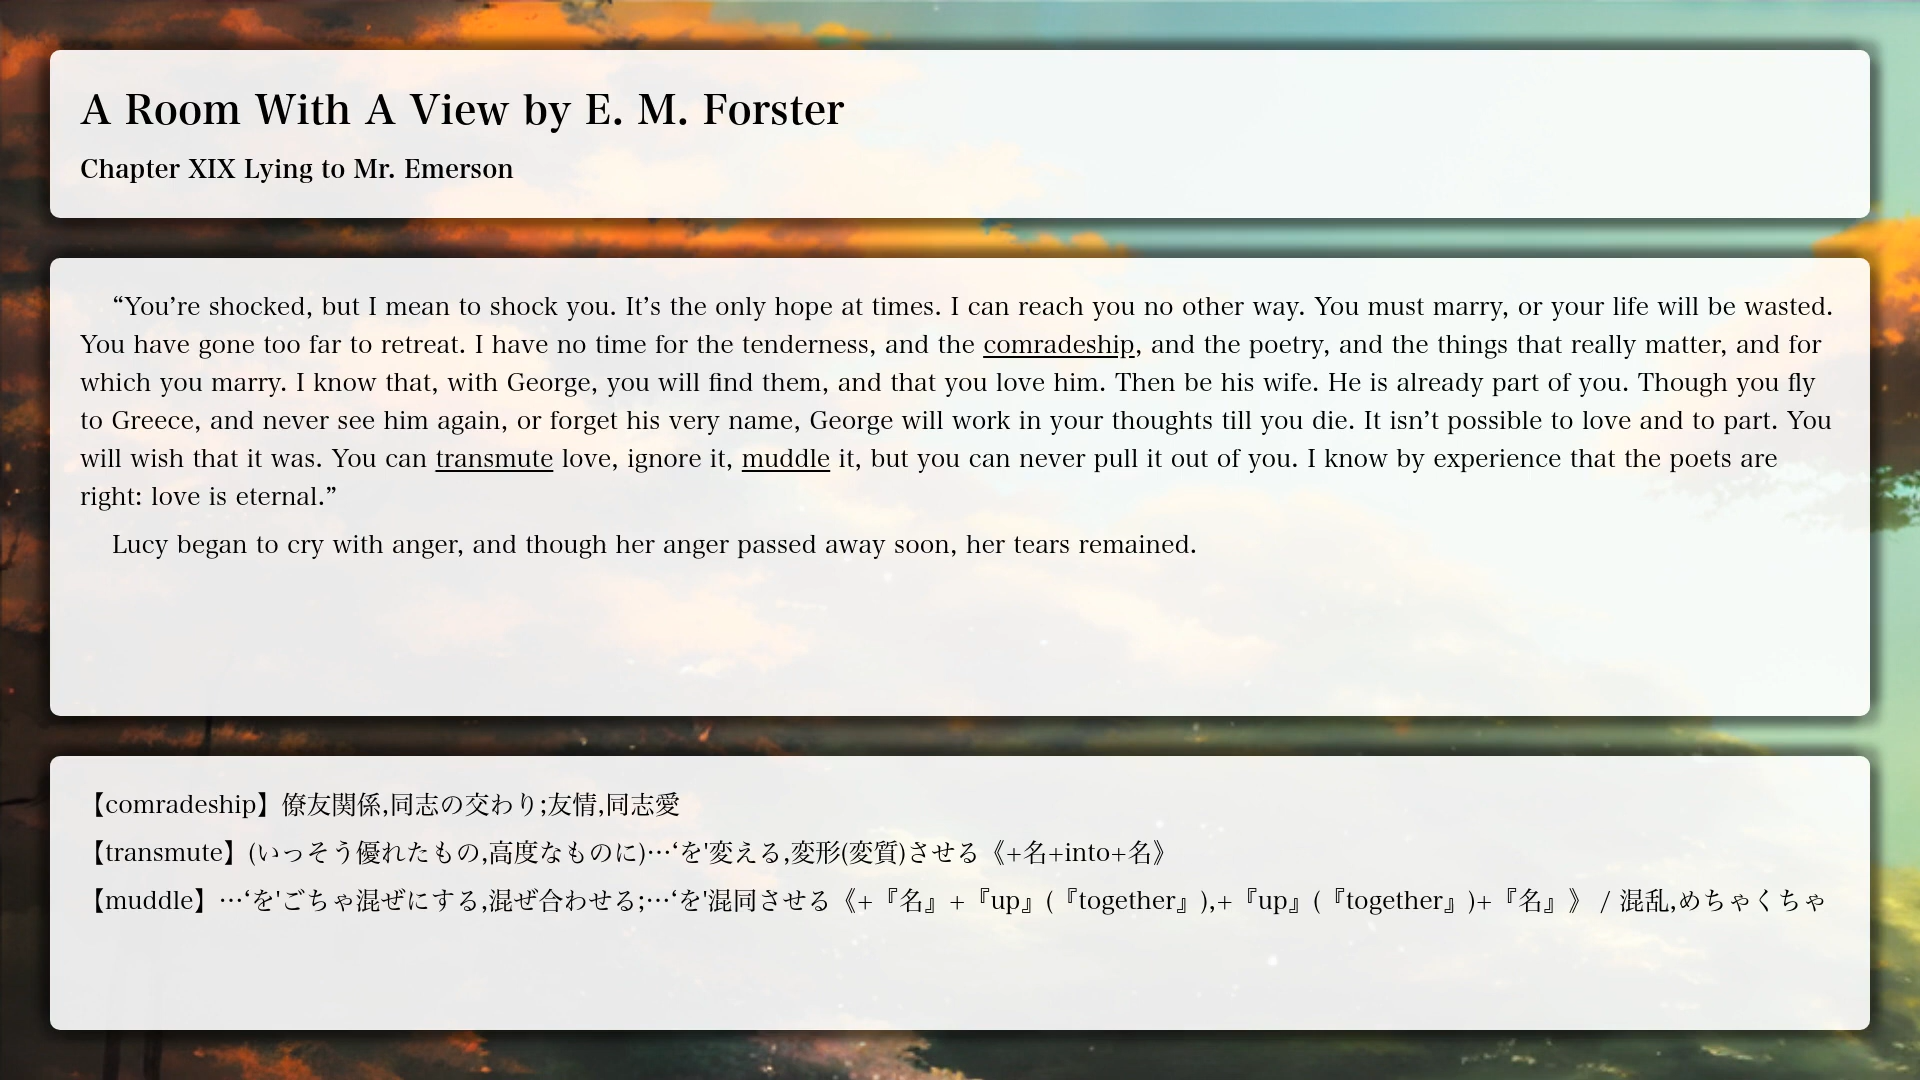 A Room With A View by E. M. Forster
Chapter XIX Lying to Mr. Emerson
“You’re shocked, but I mean to shock you. It’s the only hope at times. I can reach you no other way. You must marry, or your life will be wasted.
You have gone too far to retreat. I have no time for the tenderness, and the comradeship, and the poetry, and the things that really matter, and for
which you marry. I know that, with George, you will find them, and that you love him. Then be his wife. He is already part of you. Though you fly
to Greece, and never see him again, or forget his very name, George will work in your thoughts till you die. It isn’t possible to love and to part. You
will wish that it was. You can transmute love, ignore it, muddle it, but you can never pull it out of you. I know by experience that the poets are
right: love is eternal.”
Lucy began to cry with anger, and though her anger passed away soon, her tears remained.
【comradeship】僚友関係,同志の交わり;友情,同志愛
【transmute】(いっそう優れたもの,高度なものに)…‘を'変える,変形(変質)させる《+名+into+名》
【muddle】…‘を'ごちゃ混ぜにする,混ぜ合わせる;…‘を'混同させる《+『名』+『up』(『together』),+『up』(『together』)+『名』》 / 混乱,めちゃくちゃ